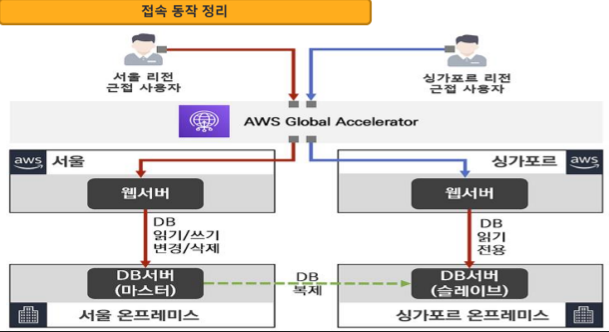 접속 동작 정리
서울 리전
근접 사용자
싱가포르 리전
근접 사용자
AWS Global Accelerator
aws 서울
싱가포르 aws
웹서버
웹서버
DB
읽기/쓰기
변경/삭제
DB
읽기
전용
DB서버
(마스터)
DB
복제
DB서버
(슬레이브)
서울 온프레미스
싱가포르 온프레미스